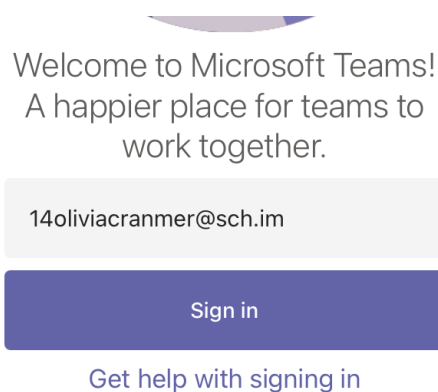 Welcome to Microsoft Teams!
A happier place for teams to
work together.
14oliviacranmer@sch.im
Sign in
Get help with signing in